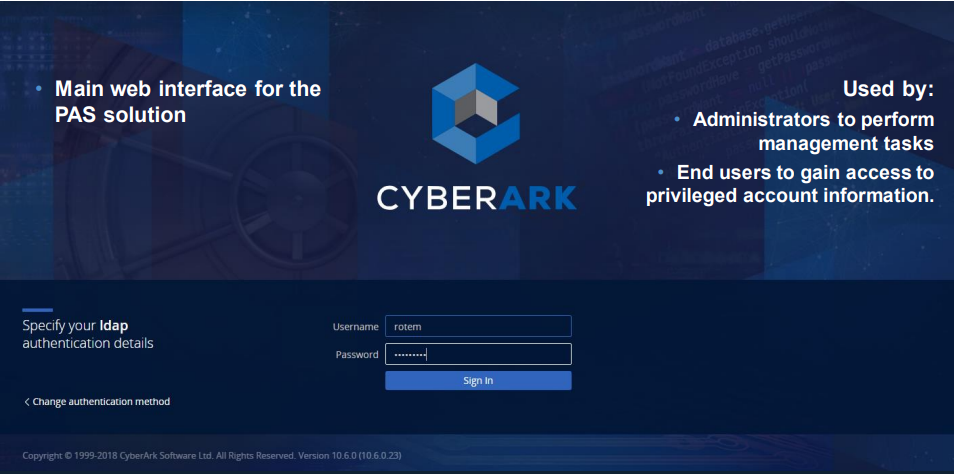 • Main web interface for the
PAS solution
CYBERARK
Used by:
• Administrators to perform
management tasks
• End users to gain access to
privileged account information.
Specify your ldap
authentication details
Username rotem
Password •••••••••
Sign In
< Change authentication method
Copyright © 1999-2018 CyberArk Software Ltd. All Rights Reserved. Version 10.6.0 (10.6.0.23)